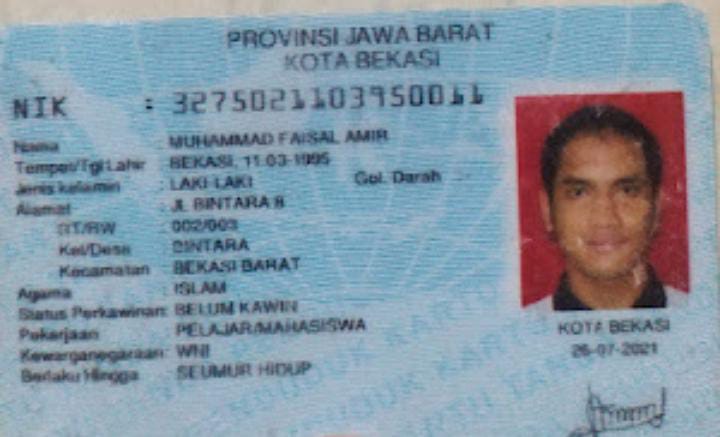 PROVINSI JAWA BARAT
KOTA BEKASI
NIK : 3275021103950011
Nama : MUHAMMAD FAISAL AMIR
Tempat/Tgl Lahir : BEKASI, 11-03-1995
Jenis kelamin : LAKI-LAKI Gol. Darah : -
Alamat : JL BINTARA 8
RT/RW : 002/003
Kel/Desa : BINTARA
Kecamatan : BEKASI BARAT
Agama : ISLAM
Status Perkawinan: BELUM KAWIN
Pekerjaan : PELAJAR/MAHASISWA
Kewarganegaraan: WNI
Berlaku Hingga : SEUMUR HIDUP
KOTA BEKASI
26-07-2021